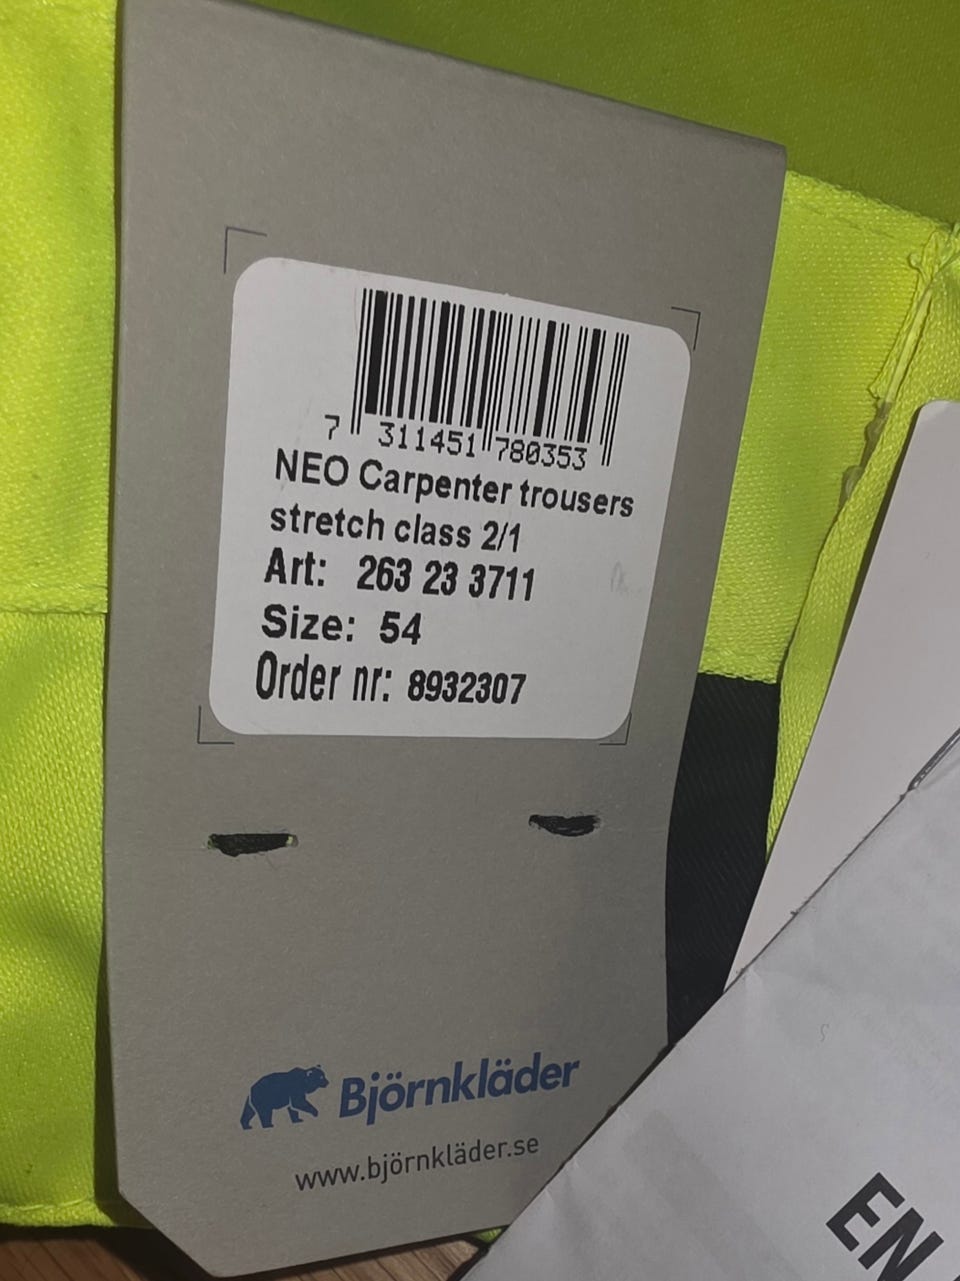 7 311451 780353
NEO Carpenter trousers
stretch class 2/1
Art: 263 23 3711
Size: 54
Order nr: 8932307
Björnkläder
www.björnkläder.se
EN